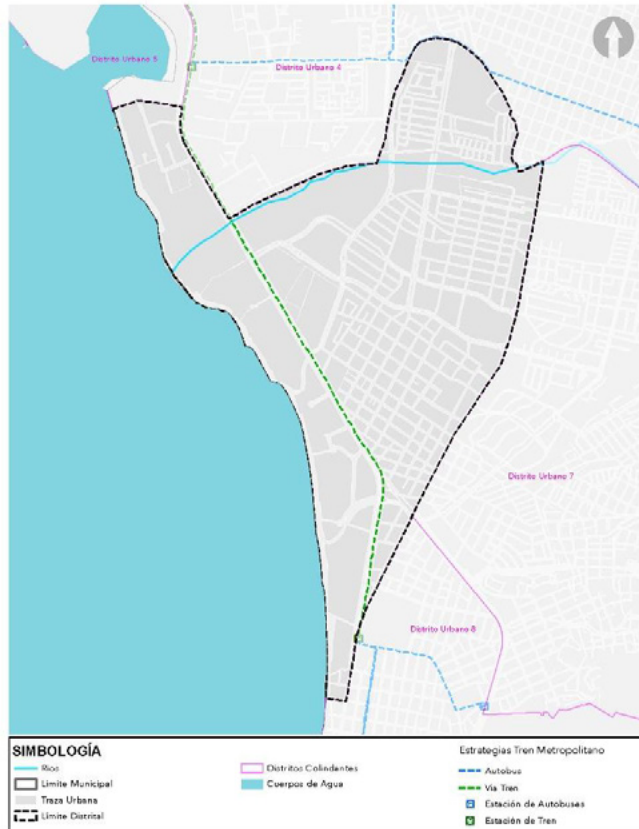 Distrito Urbano 5
Distrito Urbano 4
Distrito Urbano 7
Distrito Urbano 8
SIMBOLOGÍA
Ríos
Límite Municipal
Traza Urbana
Límite Distrital
Distritos Colindantes
Cuerpos de Agua
Estrategias Tren Metropolitano
Autobus
Vía Tren
Estación de Autobuses
Estación de Tren